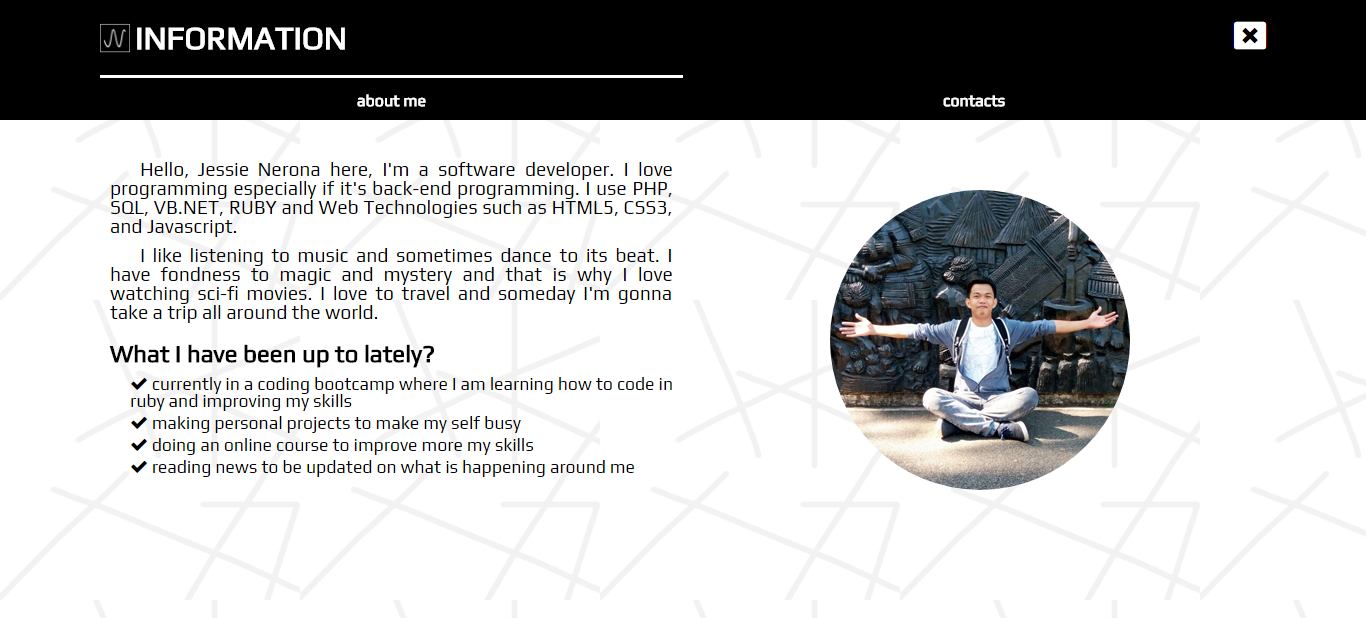 INFORMATION
about me
contacts
Hello, Jessie Nerona here, I'm a software developer. I love
programming especially if it's back-end programming. I use PHP,
SQL, VB.NET, RUBY and Web Technologies such as HTML5, CSS3,
and Javascript.
I like listening to music and sometimes dance to its beat. I
have fondness to magic and mystery and that is why I love
watching sci-fi movies. I love to travel and someday I'm gonna
take a trip all around the world.
What I have been up to lately?
currently in a coding bootcamp where I am learning how to code in
ruby and improving my skills
making personal projects to make my self busy
doing an online course to improve more my skills
reading news to be updated on what is happening around me